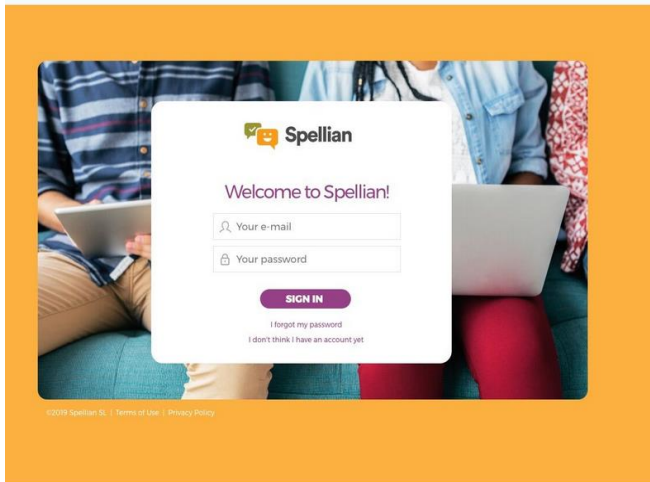 Spellian
Welcome to Spellian!
Your e-mail
Your password
SIGN IN
I forgot my password
I don't think I have an account yet
©2019 Spellian SL | Terms of Use | Privacy Policy